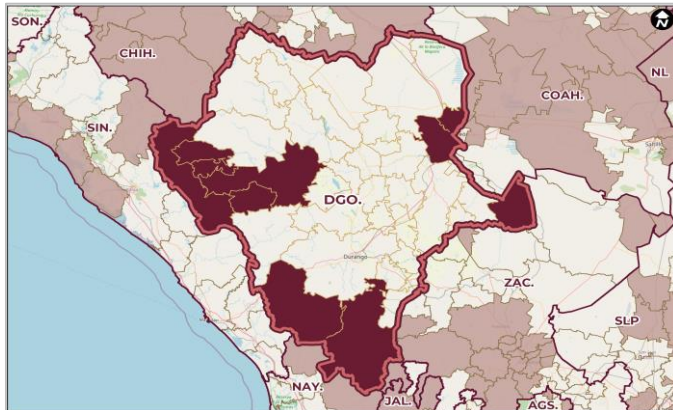 SON.
N
CHIH.
NL
COAH.
SIN.
DGO.
Durango
ZAC.
SLP
NAY.
JAL.
AGS.